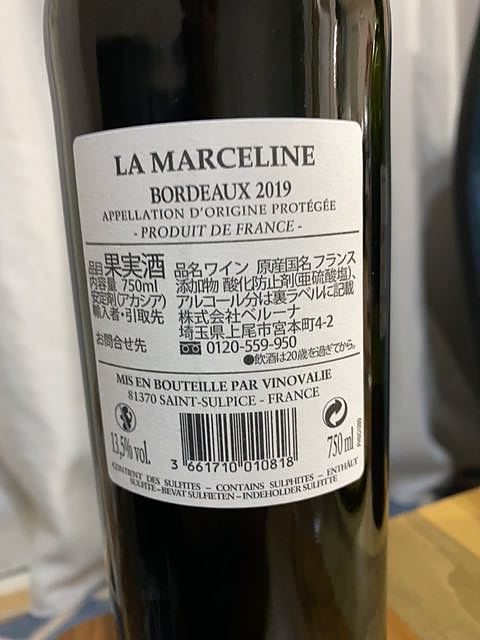 LA MARCELINE
BORDEAUX 2019
APPELLATION D'ORIGINE PROTÉGÉE
- PRODUIT DE FRANCE -
品目 果実酒 品名 ワイン 原産国名 フランス
内容量 750ml 添加物 酸化防止剤(亜硫酸塩)、
安定剤(アカシア) アルコール分は裏ラベルに記載
輸入者・引取先 株式会社ベルーナ
埼玉県上尾市宮本町4-2
お問合せ先 0120-559-950
●飲酒は20歳を過ぎてから。
MIS EN BOUTEILLE PAR VINOVALIE
81370 SAINT-SULPICE - FRANCE
13,5% vol.
750 ml
3 661710 010818
CONTIENT DES SULFITES - CONTAINS SULPHITES - ENTHÄLT
SULFITE - BEVAT SULFIETEN - INDEHOLDER SULFITTE